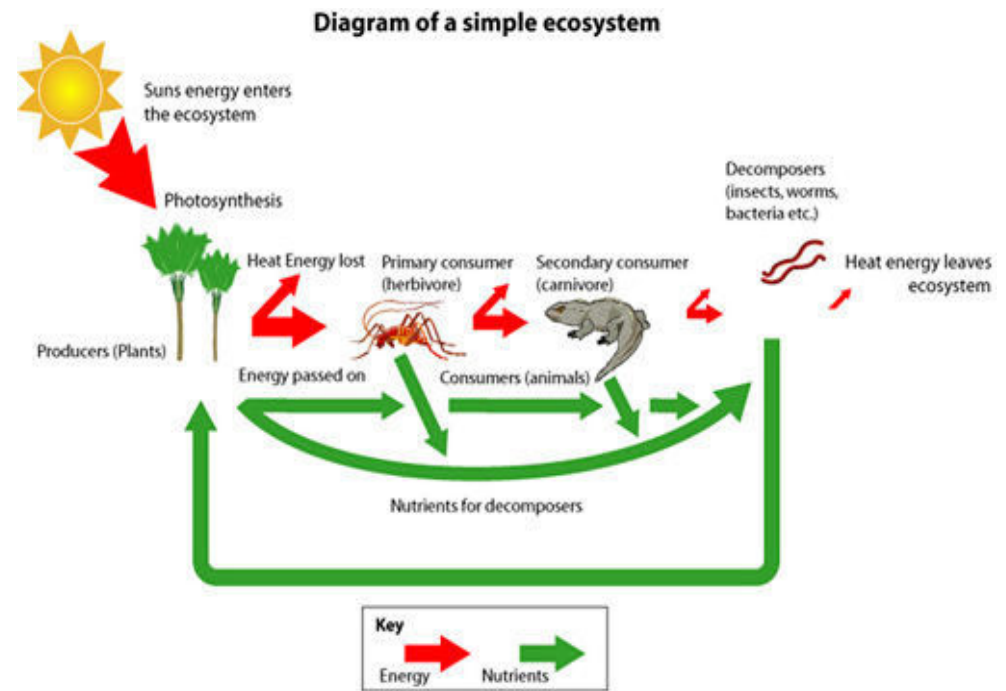 Diagram of a simple ecosystem
Suns energy enters
the ecosystem
Photosynthesis
Decomposers
(insects, worms,
bacteria etc.)
Heat Energy lost
Primary consumer
(herbivore)
Secondary consumer
(carnivore)
Heat energy leaves
ecosystem
Producers (Plants)
Energy passed on
Consumers (animals)
Nutrients for decomposers
Key
Energy
Nutrients